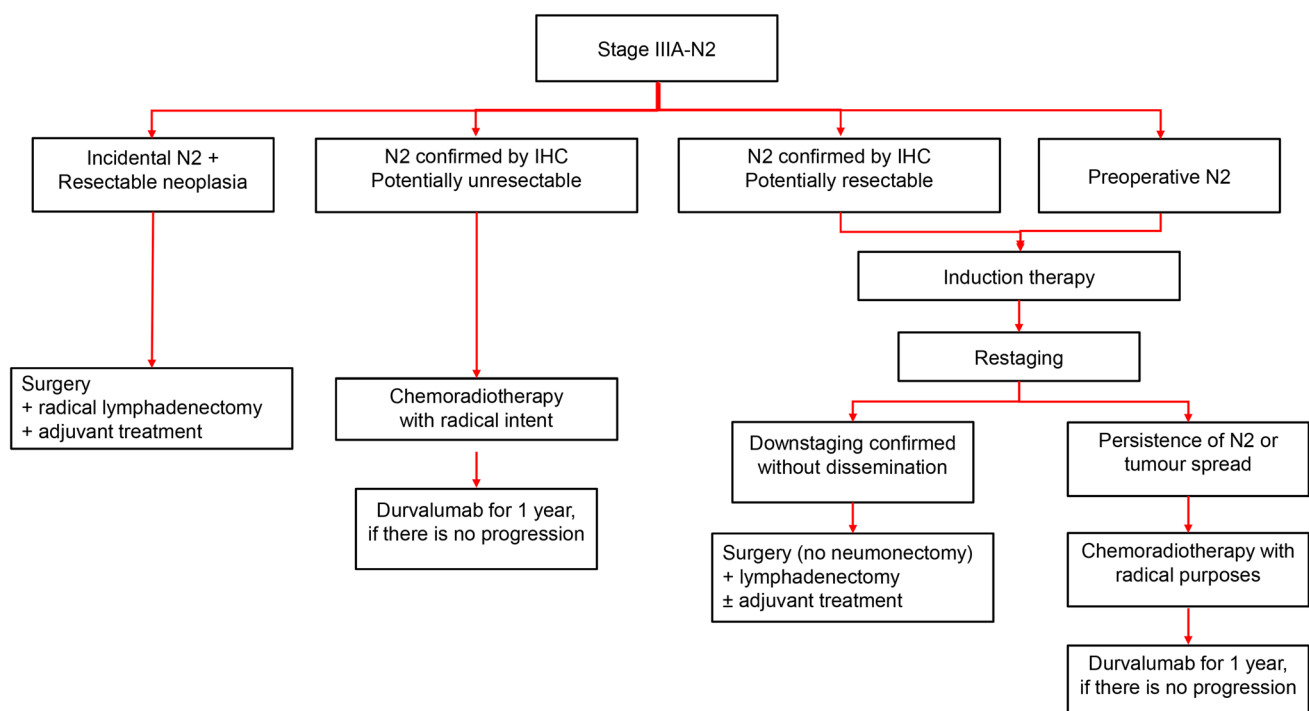 Stage IIIA-N2
Incidental N2 +
Resectable neoplasia
N2 confirmed by IHC
Potentially unresectable
N2 confirmed by IHC
Potentially resectable
Preoperative N2
Induction therapy
Restaging
Surgery
+ radical lymphadenectomy
+ adjuvant treatment
Chemoradiotherapy
with radical intent
Durvalumab for 1 year,
if there is no progression
Downstaging confirmed
without dissemination
Persistence of N2 or
tumour spread
Surgery (no neumonectomy)
+ lymphadenectomy
± adjuvant treatment
Chemoradiotherapy with
radical purposes
Durvalumab for 1 year,
if there is no progression